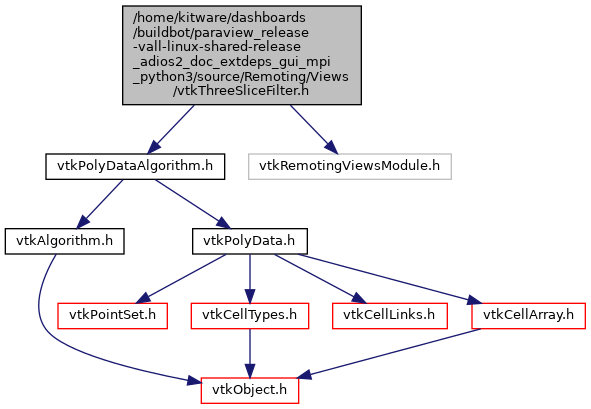 /home/kitware/dashboards
/buildbot/paraview_release
-vall-linux-shared-release
_adios2_doc_extdeps_gui_mpi
_python3/source/Remoting/Views
/vtkThreeSliceFilter.h
vtkPolyDataAlgorithm.h
vtkRemotingViewsModule.h
vtkAlgorithm.h
vtkPolyData.h
vtkPointSet.h
vtkCellTypes.h
vtkCellLinks.h
vtkCellArray.h
vtkObject.h